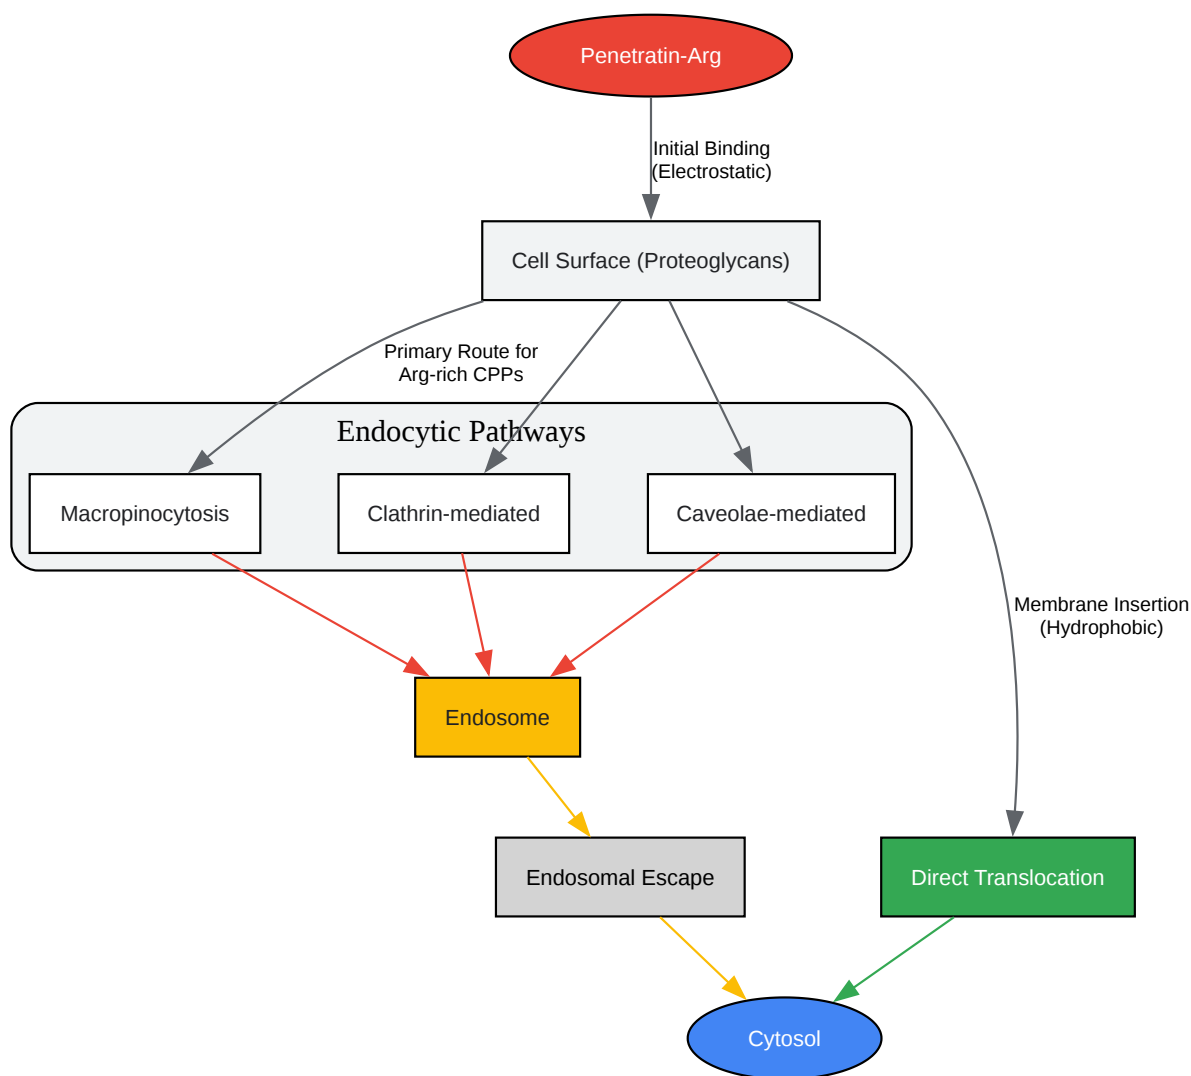 Penetratin-Arg
Initial Binding
(Electrostatic)
Cell Surface (Proteoglycans)
Primary Route for
Arg-rich CPPs
Endocytic Pathways
Macropinocytosis
Clathrin-mediated
Caveolae-mediated
Membrane Insertion
(Hydrophobic)
Endosome
Endosomal Escape
Direct Translocation
Cytosol